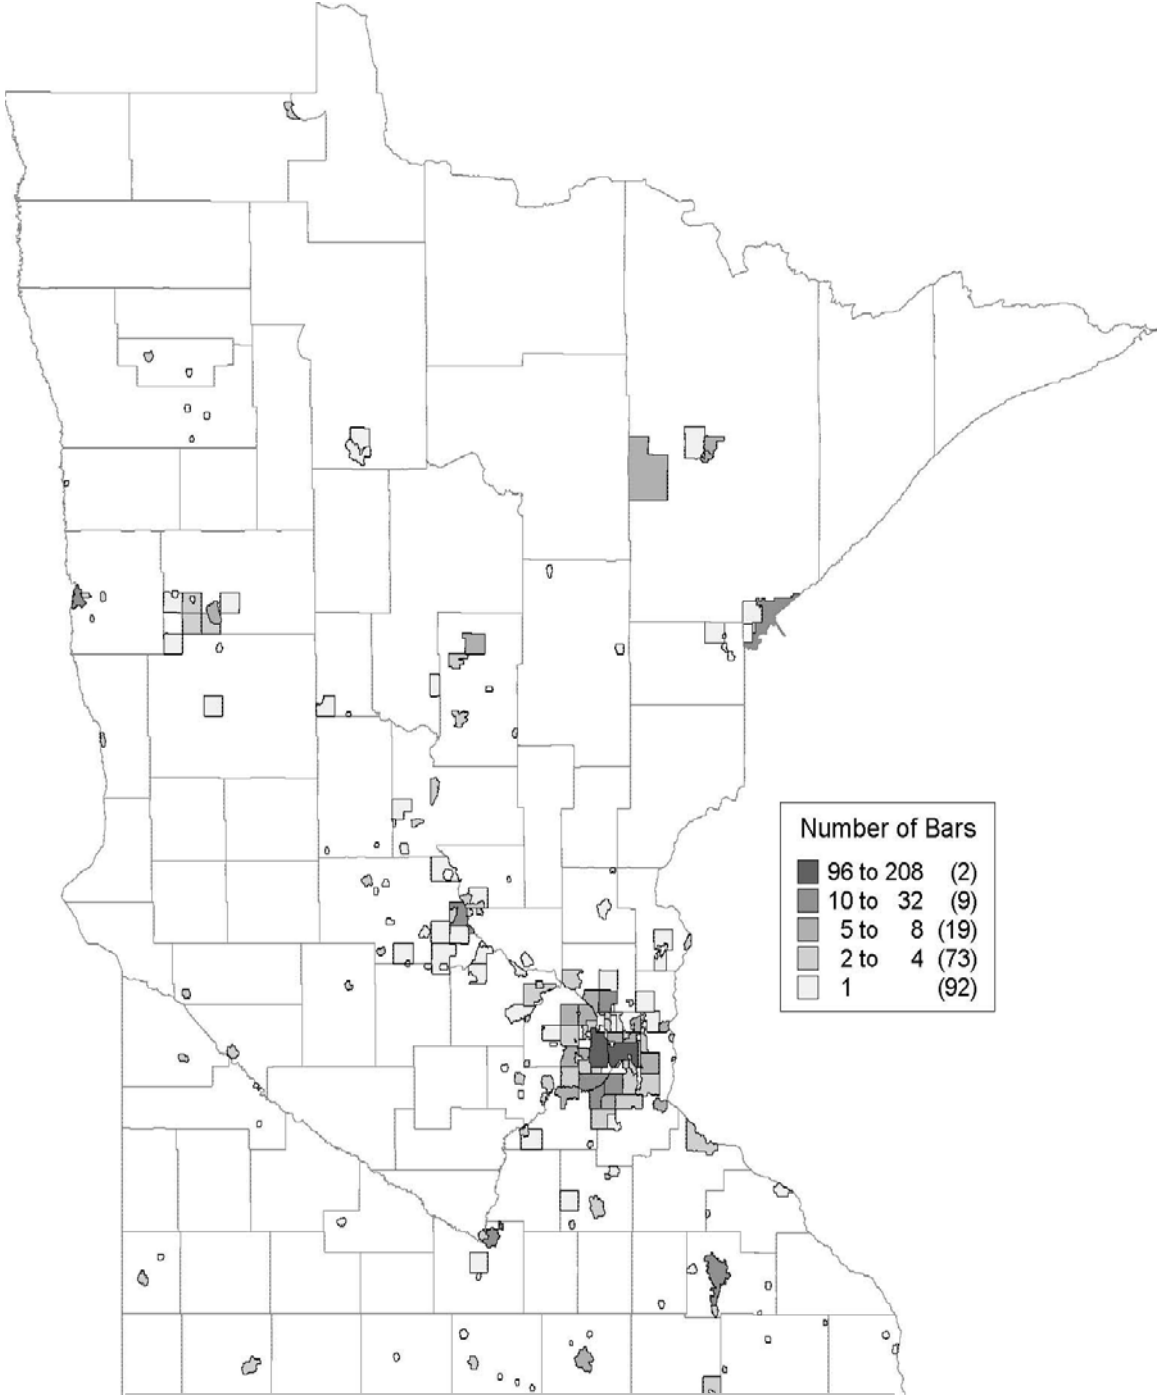 Number of Bars
96 to 208 (2)
10 to 32 (9)
5 to 8 (19)
2 to 4 (73)
1 (92)